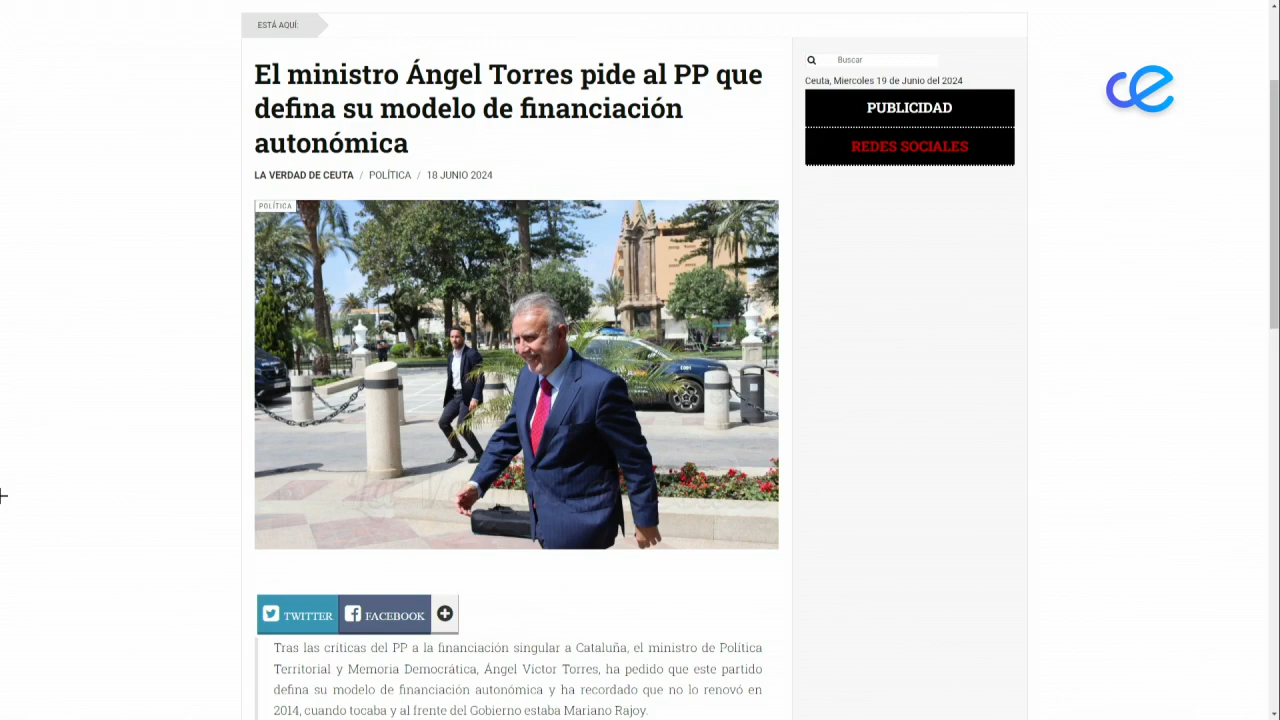 ESTÁ AQUÍ:
El ministro Ángel Torres pide al PP que
defina su modelo de financiación
autonómica
LA VERDAD DE CEUTA / POLÍTICA / 18 JUNIO 2024
Buscar
Ceuta, Miercoles 19 de Junio del 2024
PUBLICIDAD
REDES SOCIALES
ce
POLÍTICA
TWITTER
FACEBOOK
Tras las críticas del PP a la financiación singular a Cataluña, el ministro de Política
Territorial y Memoria Democrática, Ángel Víctor Torres, ha pedido que este partido
defina su modelo de financiación autonómica y ha recordado que no lo renovó en
2014, cuando tocaba y al frente del Gobierno estaba Mariano Rajoy.